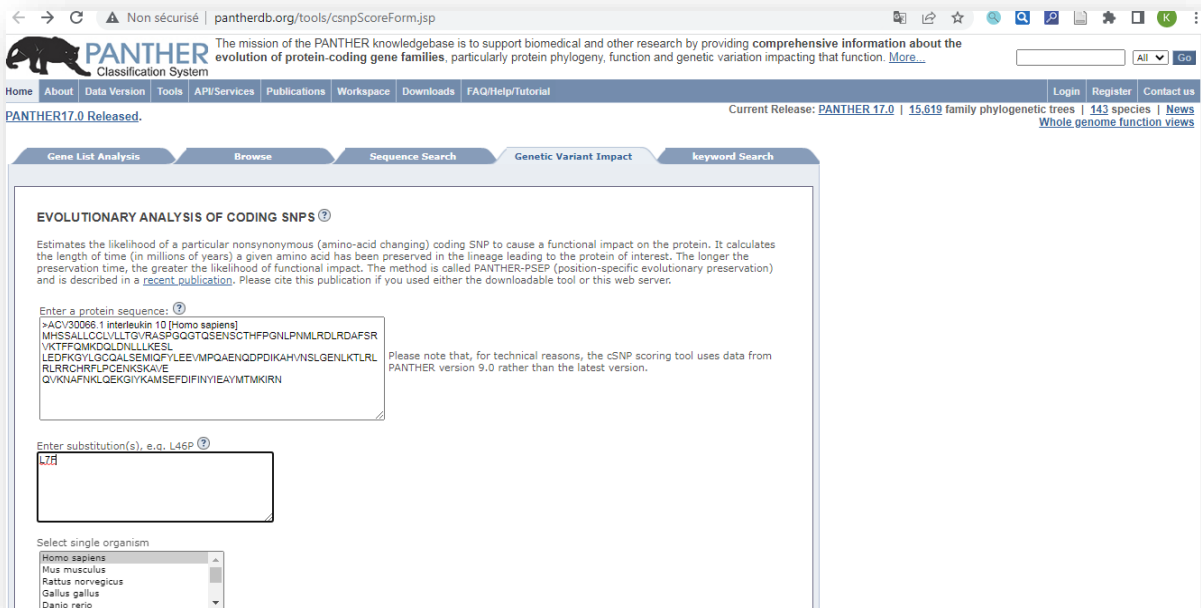 Non sécurisé | pantherdb.org/tools/csnpScoreForm.jsp
K
PANTHER
Classification System
The mission of the PANTHER knowledgebase is to support biomedical and other research by providing comprehensive information about the
evolution of protein-coding gene families, particularly protein phylogeny, function and genetic variation impacting that function. More...
All
Go
Home About Data Version Tools API/Services Publications Workspace Downloads FAQ/Help/Tutorial Login Register Contact us
PANTHER17.0 Released.
Current Release: PANTHER 17.0 | 15,619 family phylogenetic trees | 143 species | News
Whole genome function views
Gene List Analysis Browse Sequence Search Genetic Variant Impact keyword Search
EVOLUTIONARY ANALYSIS OF CODING SNPS ?
Estimates the likelihood of a particular nonsynonymous (amino-acid changing) coding SNP to cause a functional impact on the protein. It calculates
the length of time (in millions of years) a given amino acid has been preserved in the lineage leading to the protein of interest. The longer the
preservation time, the greater the likelihood of functional impact. The method is called PANTHER-PSEP (position-specific evolutionary preservation)
and is described in a recent publication. Please cite this publication if you used either the downloadable tool or this web server.
Enter a protein sequence: ?
>ACV30066.1 interleukin 10 [Homo sapiens]
MHSSALLCCLVLLTGVRASPGQGTQSENSCTHFPGNLPNMLRDLRDAFSR
VKTFFQMKDQLDNLLLKESL
LEDFKGYLGCQALSEMIQFYLEEVMPQAENQDPDIKAHVNSLGENLKTLRL
RLRRCHRFLPCENKSKAVE
QVKNAFNKLQEKGIYKAMSEFDIFINYIEAYMTMKIRN
Please note that, for technical reasons, the cSNP scoring tool uses data from
PANTHER version 9.0 rather than the latest version.
Enter substitution(s), e.g. L46P ?
L7F
Select single organism
Homo sapiens
Mus musculus
Rattus norvegicus
Gallus gallus
Danio rerio